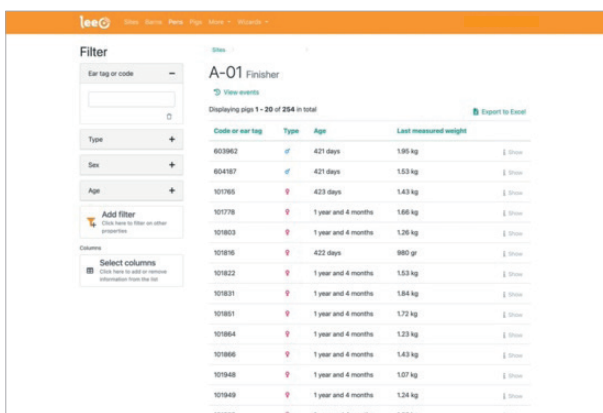 leeO Sites Barns Pens Pigs More Wizards
Filter
Ear tag or code
Type
Sex
Age
Add filter
Click here to filter on other
properties
Columns
Select columns
Click here to add or remove
information from the list
Sites
A-01 Finisher
View events
Displaying pigs 1 - 20 of 254 in total
Export to Excel
Code or ear tag Type Age Last measured weight
603962 ♂ 421 days 1.95 kg Show
604187 ♂ 421 days 1.53 kg Show
101765 ♀ 423 days 1.43 kg Show
101778 ♀ 1 year and 4 months 1.66 kg Show
101803 ♀ 1 year and 4 months 1.26 kg Show
101816 ♀ 422 days 980 gr Show
101822 ♀ 1 year and 4 months 1.53 kg Show
101831 ♀ 1 year and 4 months 1.84 kg Show
101851 ♀ 1 year and 4 months 1.72 kg Show
101864 ♀ 1 year and 4 months 1.23 kg Show
101886 ♀ 1 year and 4 months 1.43 kg Show
101948 ♀ 1 year and 4 months 1.07 kg Show
101949 ♀ 1 year and 4 months 1.24 kg Show